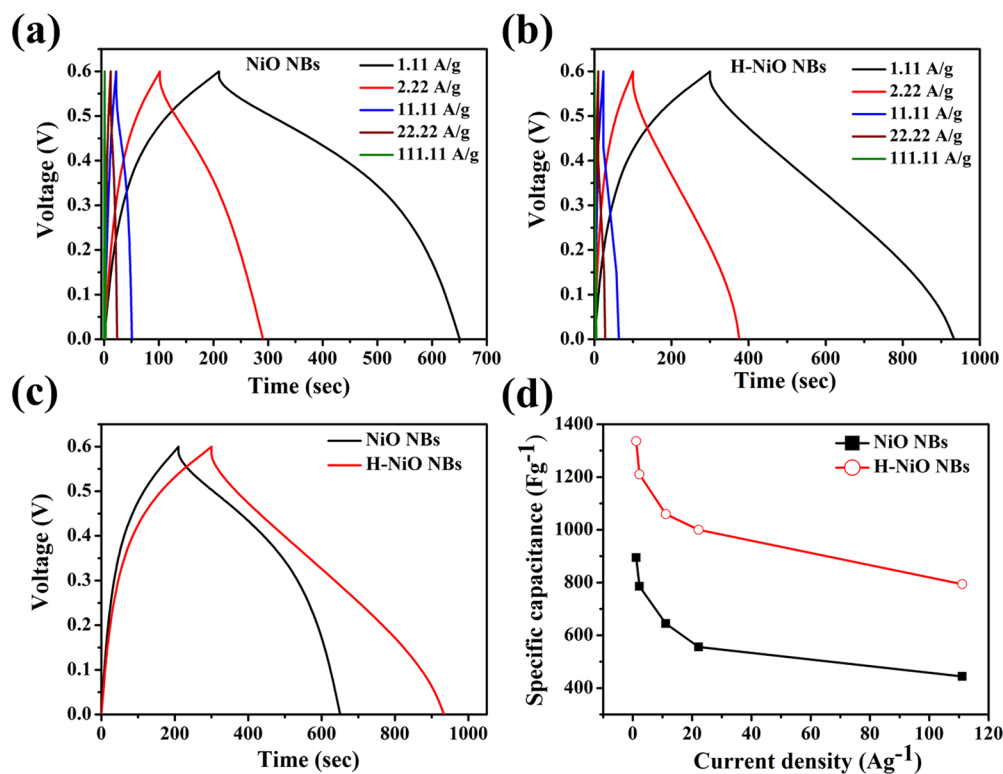 (a)
NiO NBs
1.11 A/g
2.22 A/g
11.11 A/g
22.22 A/g
111.11 A/g
Voltage (V)
0.6
0.5
0.4
0.3
0.2
0.1
0.0
0 100 200 300 400 500 600 700
Time (sec)
(b)
H-NiO NBs
1.11 A/g
2.22 A/g
11.11 A/g
22.22 A/g
111.11 A/g
Voltage (V)
0.6
0.5
0.4
0.3
0.2
0.1
0.0
0 200 400 600 800 1000
Time (sec)
(c)
NiO NBs
H-NiO NBs
Voltage (V)
0.6
0.5
0.4
0.3
0.2
0.1
0.0
0 200 400 600 800 1000
Time (sec)
(d)
NiO NBs
H-NiO NBs
Specific capacitance (Fg⁻¹)
1400
1200
1000
800
600
400
0 20 40 60 80 100 120
Current density (Ag⁻¹)